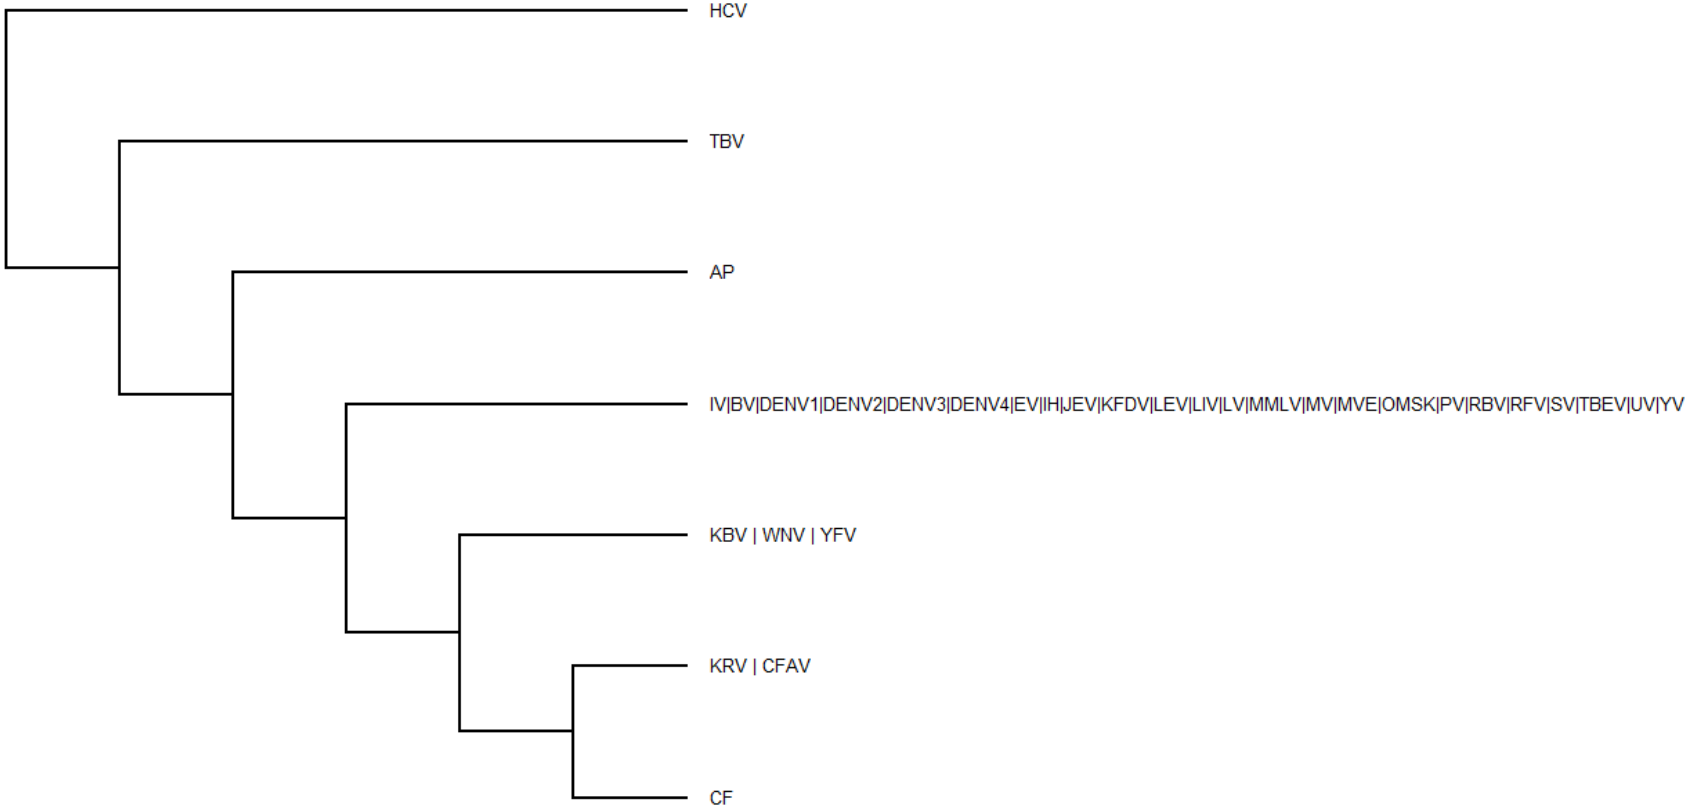 HCV
TBV
AP
IV|BV|DENV1|DENV2|DENV3|DENV4|EV|IH|JEV|KFDV|LEV|LIV|LV|MMLV|MV|MVE|OMSK|PV|RBV|RFV|SV|TBEV|UV|YV
KBV | WNV | YFV
KRV | CFAV
CF